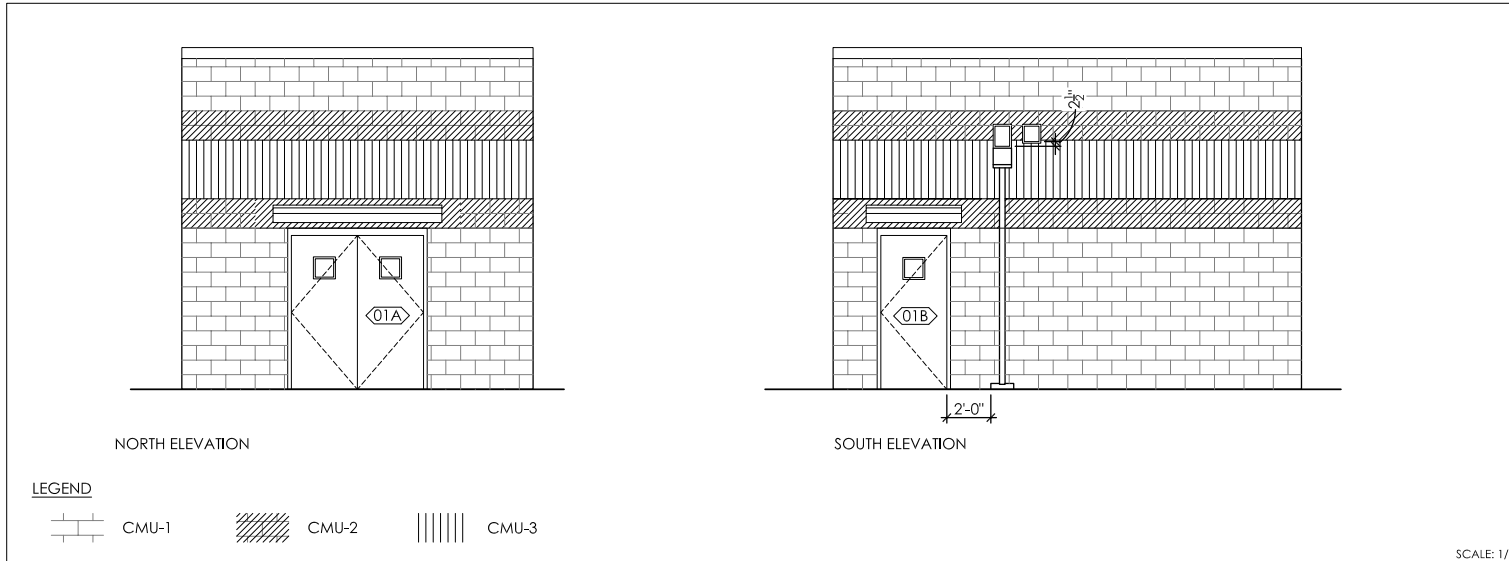 2½"
01A
01B
2'-0"
NORTH ELEVATION
SOUTH ELEVATION
LEGEND
CMU-1
CMU-2
CMU-3
SCALE: 1/